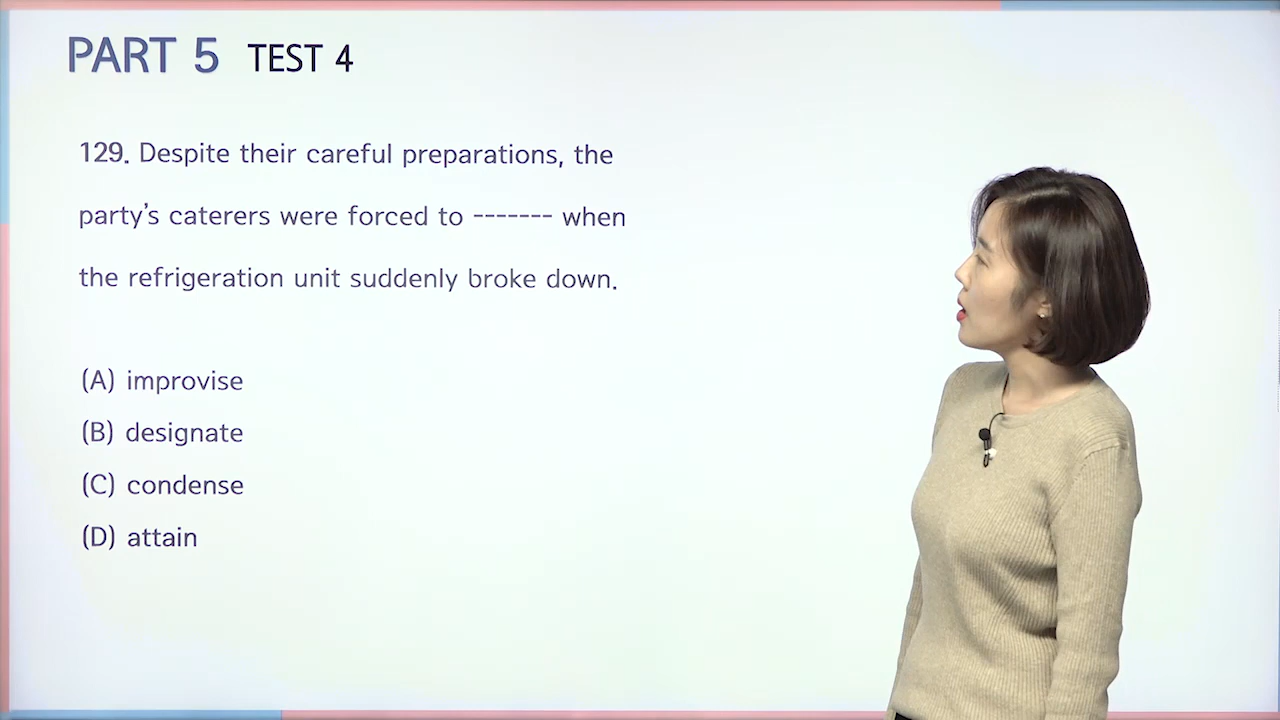 PART 5 TEST 4
129. Despite their careful preparations, the
party’s caterers were forced to ------- when
the refrigeration unit suddenly broke down.
(A) improvise
(B) designate
(C) condense
(D) attain